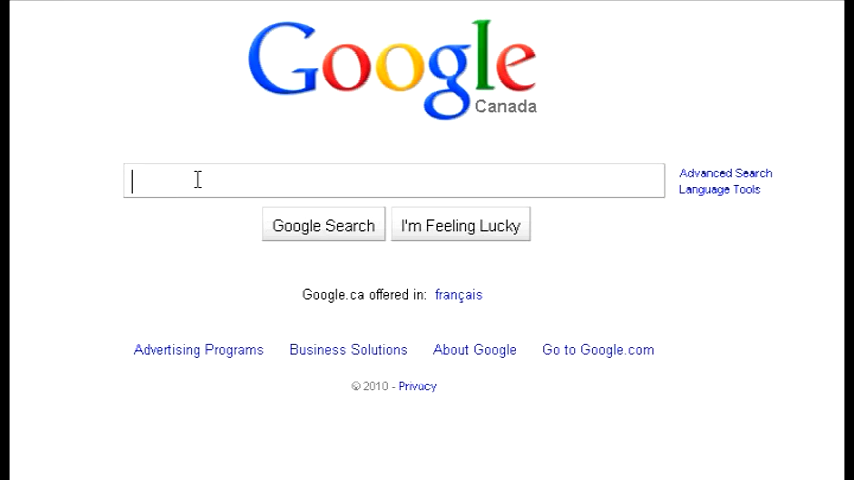 Google
Canada
Advanced Search
Language Tools
Google Search I'm Feeling Lucky
Google.ca offered in: français
Advertising Programs Business Solutions About Google Go to Google.com
© 2010 - Privacy